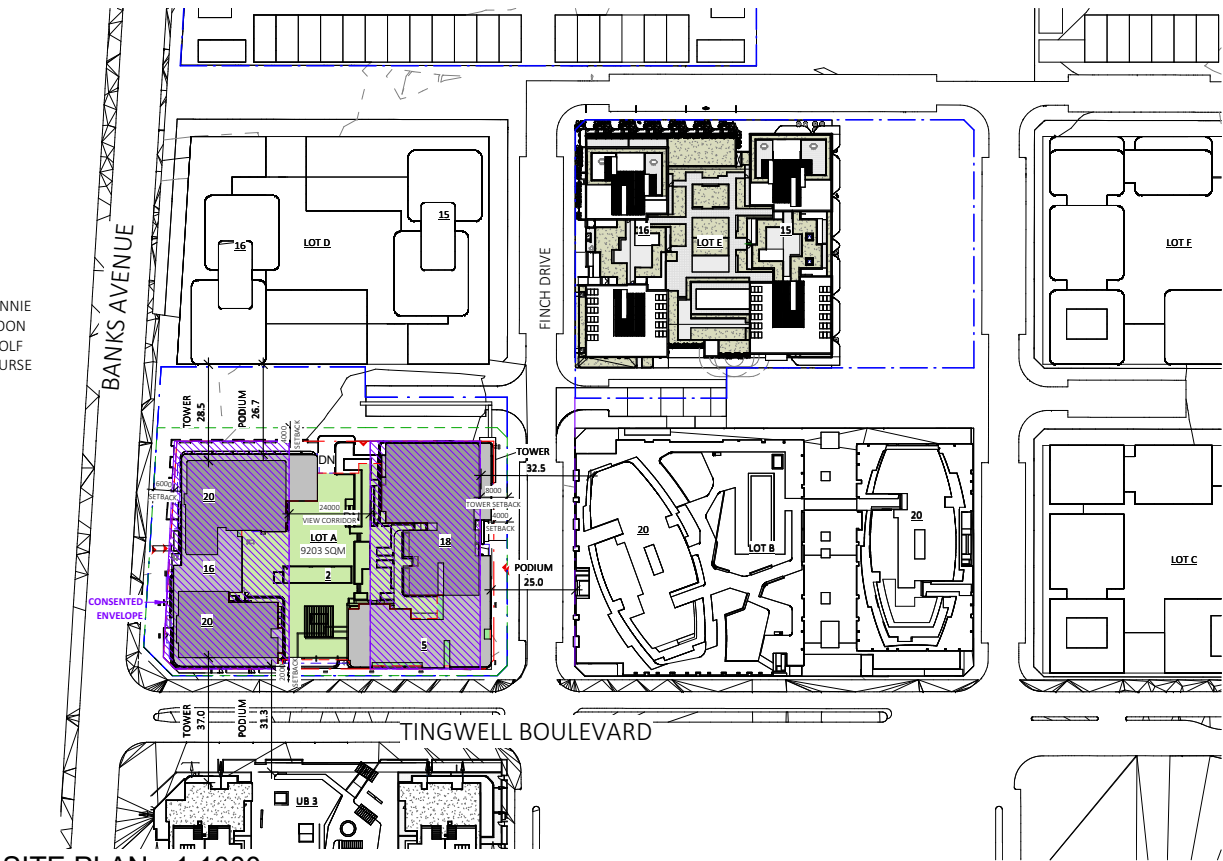 LOT D
15
16
BANKS AVENUE
NNIE
OON
OLF
URSE
FINCH DRIVE
16
LOT E
15
LOT F
TOWER
28.5
PODIUM
26.7
4000
SETBACK
DN
TOWER
32.5
6000
SETBACK
20
24000
VIEW CORRIDOR
8000
TOWER SETBACK
4000
SETBACK
LOT A
9203 SQM
18
16
2
PODIUM
25.0
CONSENTED
ENVELOPE
20
5
SETBACK
20
LOT B
20
LOT C
TOWER
37.0
PODIUM
31.3
TINGWELL BOULEVARD
UB 3